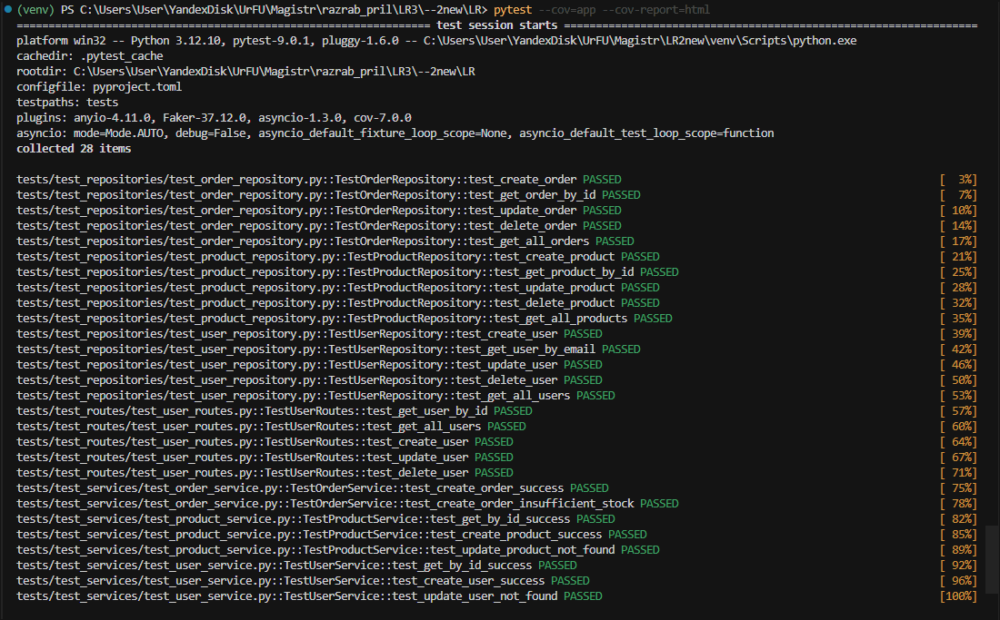 (venv) PS C:\Users\User\YandexDisk\UrFU\Magistr\razrab_pril\LR3\--2new\LR> pytest --cov=app --cov-report=html
================================================================= test session starts =================================================================
platform win32 -- Python 3.12.10, pytest-9.0.1, pluggy-1.6.0 -- C:\Users\User\YandexDisk\UrFU\Magistr\LR2new\venv\Scripts\python.exe
cachedir: .pytest_cache
rootdir: C:\Users\User\YandexDisk\UrFU\Magistr\razrab_pril\LR3\--2new\LR
configfile: pyproject.toml
testpaths: tests
plugins: anyio-4.11.0, Faker-37.12.0, asyncio-1.3.0, cov-7.0.0
asyncio: mode=Mode.AUTO, debug=False, asyncio_default_fixture_loop_scope=None, asyncio_default_test_loop_scope=function
collected 28 items
tests/test_repositories/test_order_repository.py::TestOrderRepository::test_create_order PASSED [  3%]
tests/test_repositories/test_order_repository.py::TestOrderRepository::test_get_order_by_id PASSED [  7%]
tests/test_repositories/test_order_repository.py::TestOrderRepository::test_update_order PASSED [ 10%]
tests/test_repositories/test_order_repository.py::TestOrderRepository::test_delete_order PASSED [ 14%]
tests/test_repositories/test_order_repository.py::TestOrderRepository::test_get_all_orders PASSED [ 17%]
tests/test_repositories/test_product_repository.py::TestProductRepository::test_create_product PASSED [ 21%]
tests/test_repositories/test_product_repository.py::TestProductRepository::test_get_product_by_id PASSED [ 25%]
tests/test_repositories/test_product_repository.py::TestProductRepository::test_update_product PASSED [ 28%]
tests/test_repositories/test_product_repository.py::TestProductRepository::test_delete_product PASSED [ 32%]
tests/test_repositories/test_product_repository.py::TestProductRepository::test_get_all_products PASSED [ 35%]
tests/test_repositories/test_user_repository.py::TestUserRepository::test_create_user PASSED [ 39%]
tests/test_repositories/test_user_repository.py::TestUserRepository::test_get_user_by_email PASSED [ 42%]
tests/test_repositories/test_user_repository.py::TestUserRepository::test_update_user PASSED [ 46%]
tests/test_repositories/test_user_repository.py::TestUserRepository::test_delete_user PASSED [ 50%]
tests/test_repositories/test_user_repository.py::TestUserRepository::test_get_all_users PASSED [ 53%]
tests/test_routes/test_user_routes.py::TestUserRoutes::test_get_user_by_id PASSED [ 57%]
tests/test_routes/test_user_routes.py::TestUserRoutes::test_get_all_users PASSED [ 60%]
tests/test_routes/test_user_routes.py::TestUserRoutes::test_create_user PASSED [ 64%]
tests/test_routes/test_user_routes.py::TestUserRoutes::test_update_user PASSED [ 67%]
tests/test_routes/test_user_routes.py::TestUserRoutes::test_delete_user PASSED [ 71%]
tests/test_services/test_order_service.py::TestOrderService::test_create_order_success PASSED [ 75%]
tests/test_services/test_order_service.py::TestOrderService::test_create_order_insufficient_stock PASSED [ 78%]
tests/test_services/test_product_service.py::TestProductService::test_get_by_id_success PASSED [ 82%]
tests/test_services/test_product_service.py::TestProductService::test_create_product_success PASSED [ 85%]
tests/test_services/test_product_service.py::TestProductService::test_update_product_not_found PASSED [ 89%]
tests/test_services/test_user_service.py::TestUserService::test_get_by_id_success PASSED [ 92%]
tests/test_services/test_user_service.py::TestUserService::test_create_user_success PASSED [ 96%]
tests/test_services/test_user_service.py::TestUserService::test_update_user_not_found PASSED [100%]